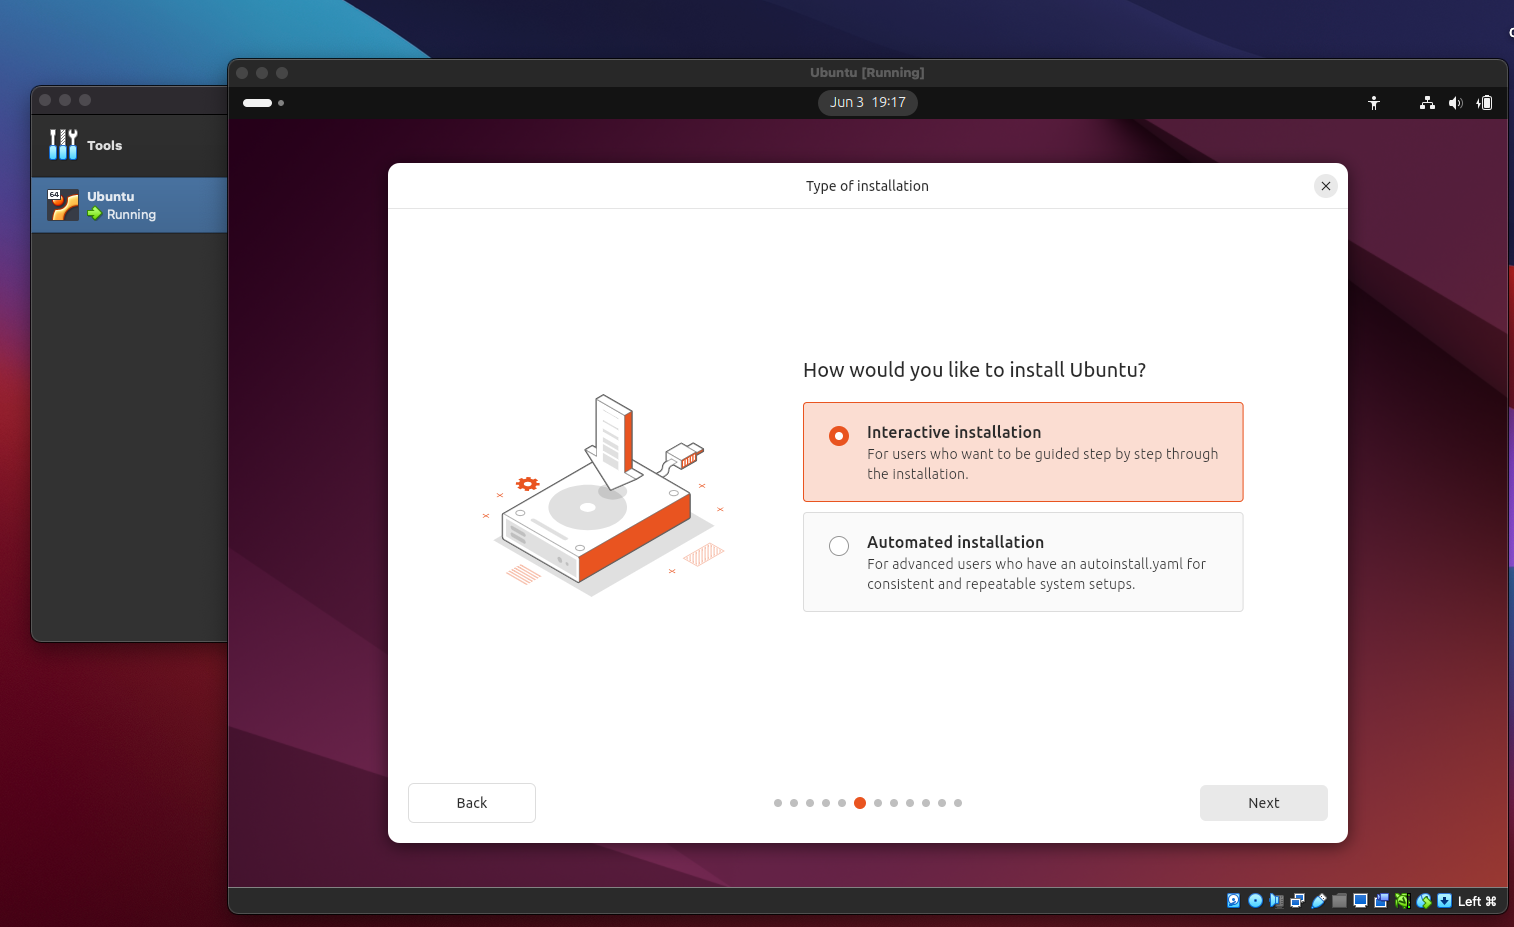 Ubuntu [Running]
Jun 3 19:17
Tools
64
Ubuntu
Running
Type of installation
How would you like to install Ubuntu?
Interactive installation
For users who want to be guided step by step through
the installation.
Automated installation
For advanced users who have an autoinstall.yaml for
consistent and repeatable system setups.
Back
Next
Left ⌘